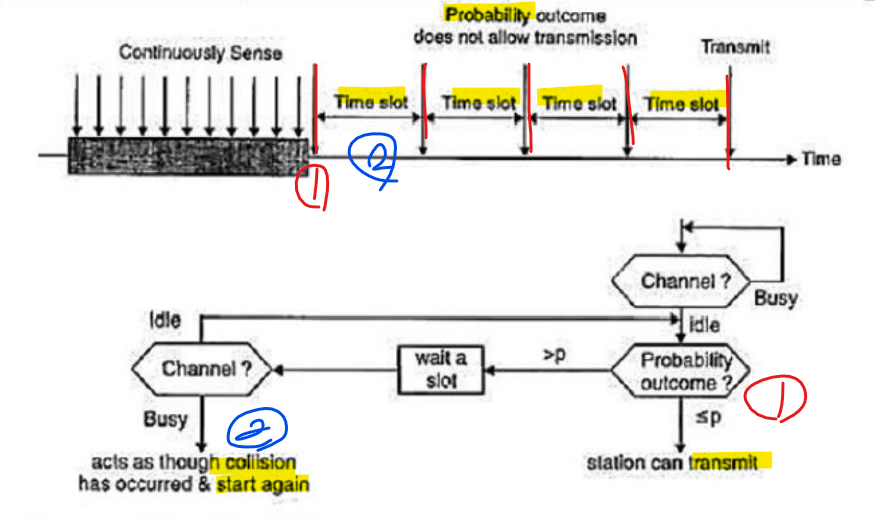 Probability outcome
does not allow transmission
Continuously Sense
Transmit
Time slot
Time slot
Time slot
Time slot
Time
1
2
Channel ?
Busy
Idle
Idle
Channel ?
wait a
slot
>p
Probability
outcome ?
1
Busy
2
≤p
acts as though collision
has occurred & start again
station can transmit